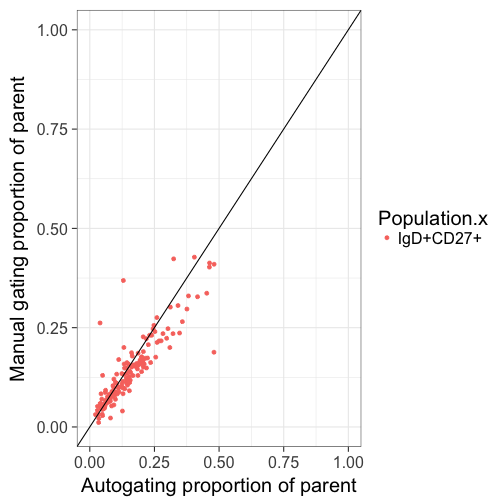 Manual gating proportion of parent
1.00
0.75
0.50
0.25
0.00
0.00 0.25 0.50 0.75 1.00
Autogating proportion of parent
Population.x
IgD+CD27+